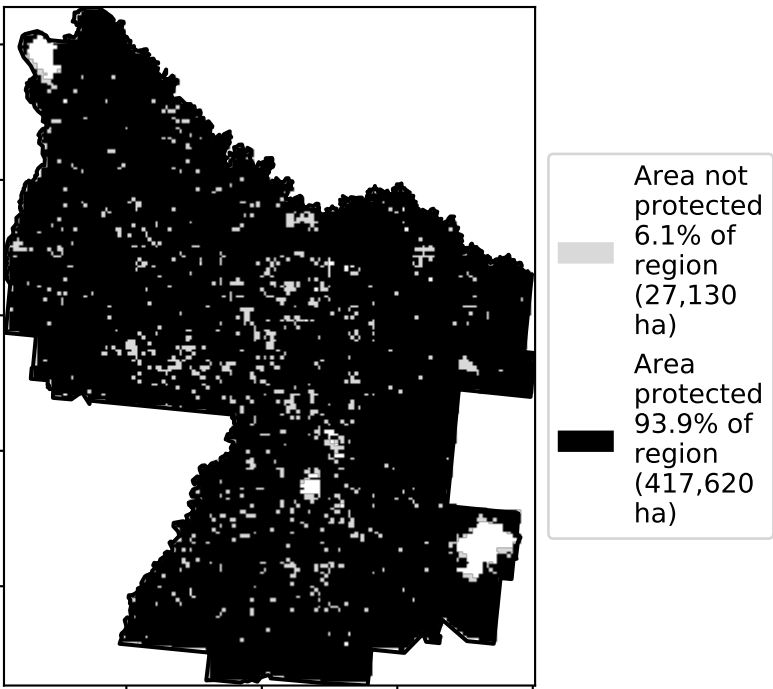 Area not
protected
6.1% of
region
(27,130
ha)
Area
protected
93.9% of
region
(417,620
ha)